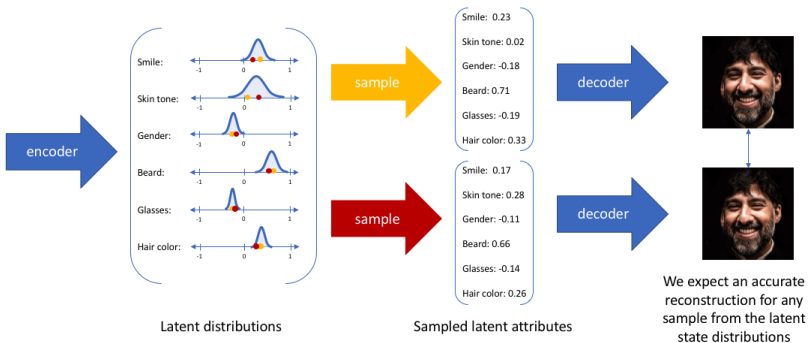 encoder
Smile:
-1 0 1
Skin tone:
-1 0 1
Gender:
-1 0 1
Beard:
-1 0 1
Glasses:
-1 0 1
Hair color:
-1 0 1
Latent distributions
sample
sample
Smile: 0.23
Skin tone: 0.02
Gender: -0.18
Beard: 0.71
Glasses: -0.19
Hair color: 0.33
Smile: 0.17
Skin tone: 0.28
Gender: -0.11
Beard: 0.66
Glasses: -0.14
Hair color: 0.26
Sampled latent attributes
decoder
decoder
We expect an accurate
reconstruction for any
sample from the latent
state distributions